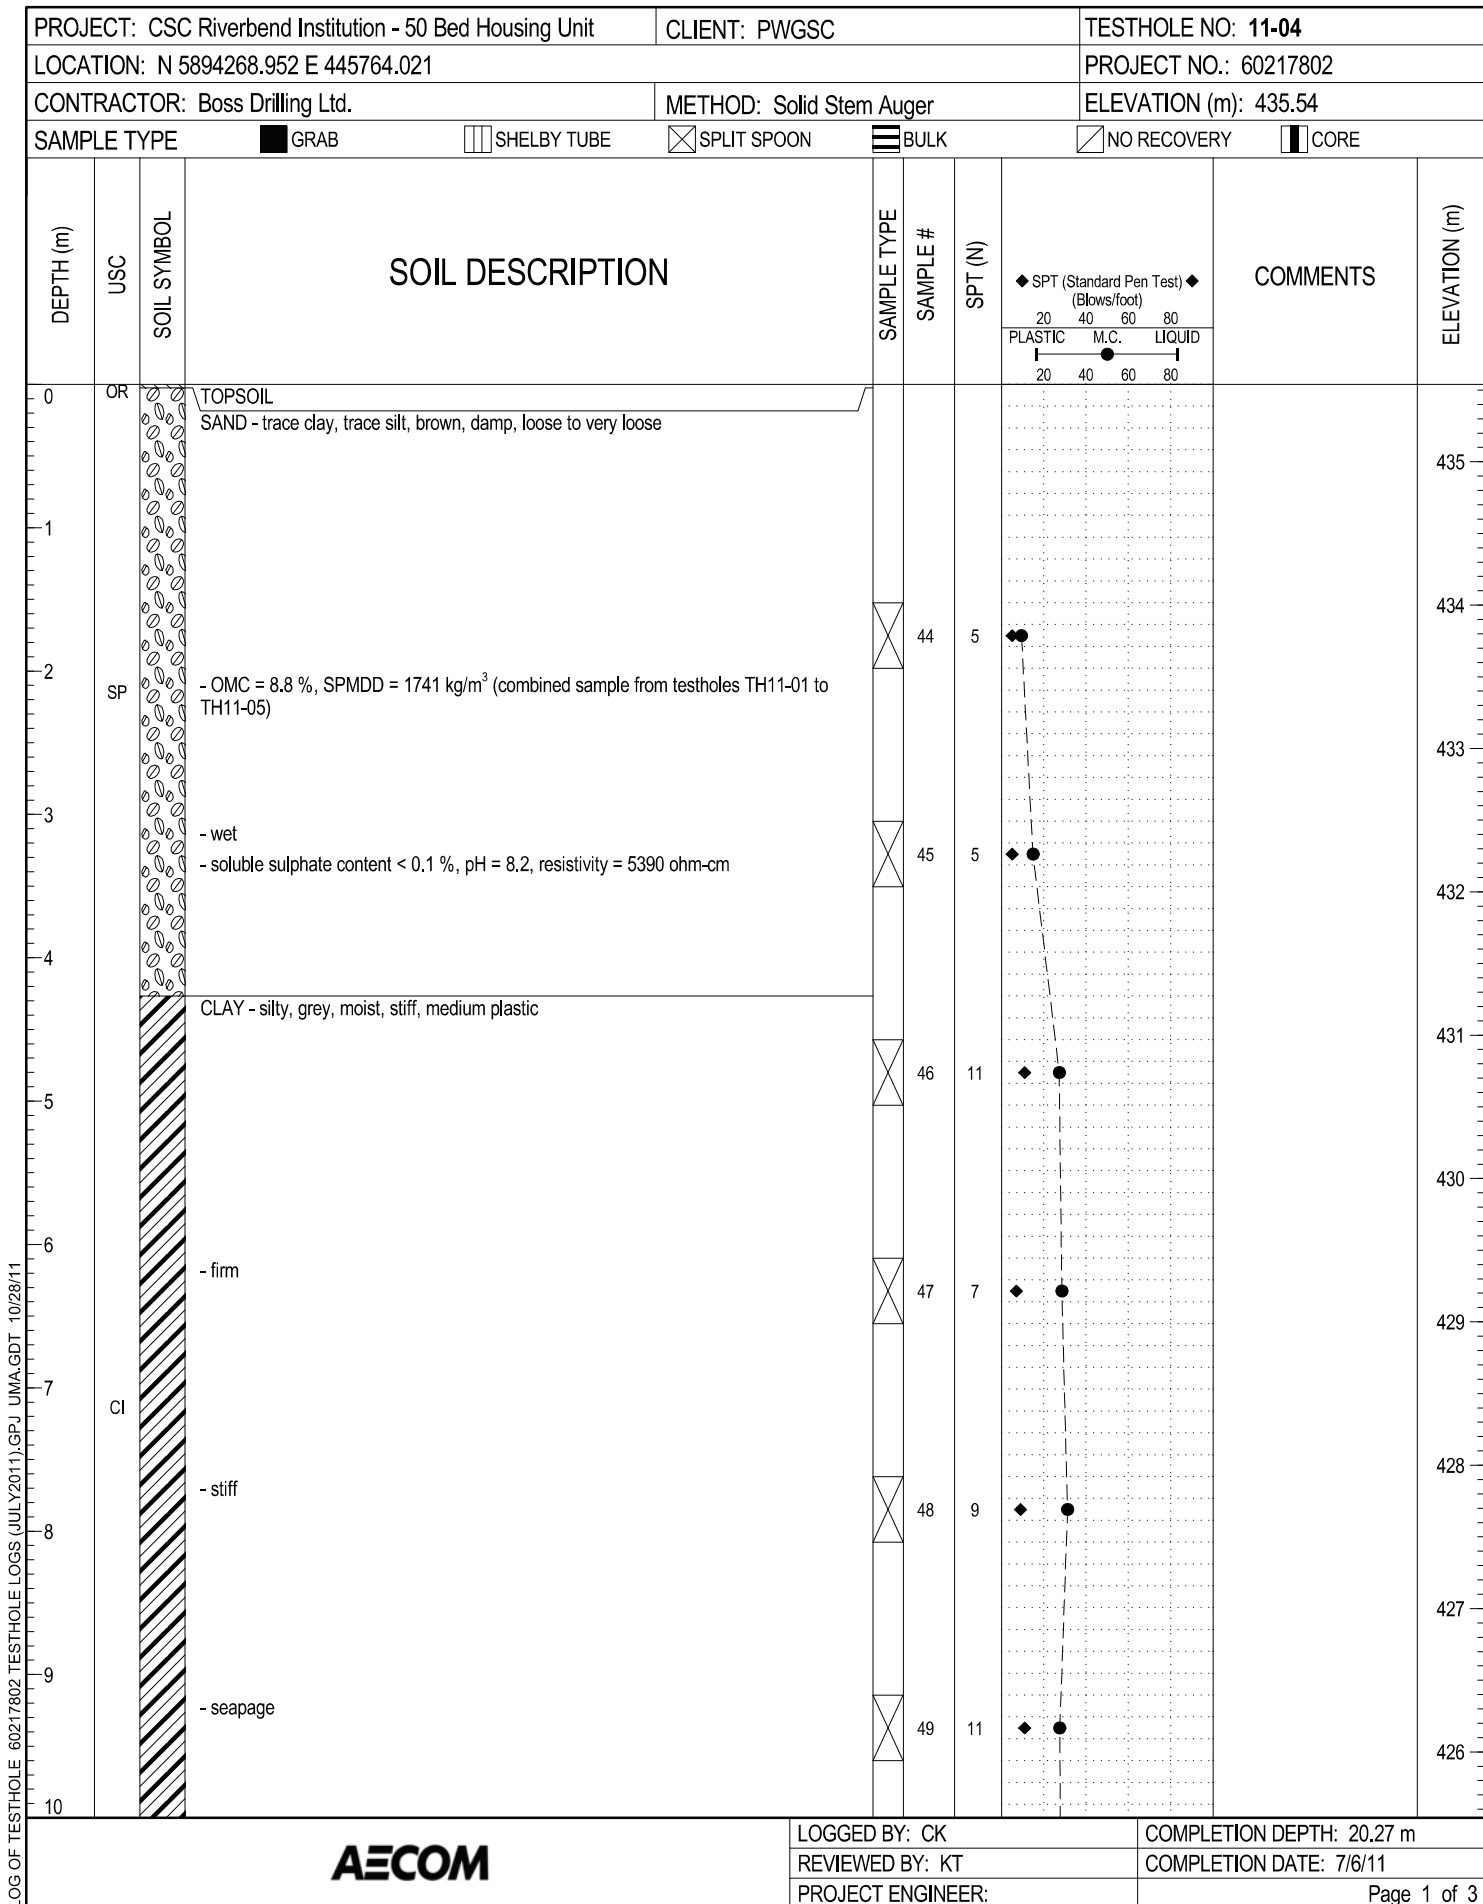 PROJECT: CSC Riverbend Institution - 50 Bed Housing Unit CLIENT: PWGSC TESTHOLE NO: 11-04
LOCATION: N 5894268.952 E 445764.021 PROJECT NO.: 60217802
CONTRACTOR: Boss Drilling Ltd. METHOD: Solid Stem Auger ELEVATION (m): 435.54
SAMPLE TYPE GRAB SHELBY TUBE SPLIT SPOON BULK NO RECOVERY CORE
DEPTH (m)
USC
SOIL SYMBOL
SOIL DESCRIPTION
SAMPLE TYPE
SAMPLE #
SPT (N)
◆ SPT (Standard Pen Test) ◆
(Blows/foot)
20 40 60 80
PLASTIC M.C. LIQUID
20 40 60 80
COMMENTS
ELEVATION (m)
0 OR TOPSOIL
SAND - trace clay, trace silt, brown, damp, loose to very loose
435
1
434
44 5
2
SP - OMC = 8.8 %, SPMDD = 1741 kg/m³ (combined sample from testholes TH11-01 to
TH11-05)
433
3
- wet
45 5
- soluble sulphate content < 0.1 %, pH = 8.2, resistivity = 5390 ohm-cm
432
4
CLAY - silty, grey, moist, stiff, medium plastic
431
46 11
5
430
6
- firm
47 7
429
7
CI
428
- stiff
48 9
8
427
9
- seapage
49 11
426
10
LOG OF TESTHOLE 60217802 TESTHOLE LOGS (JULY2011).GPJ UMA.GDT 10/28/11
AECOM
LOGGED BY: CK COMPLETION DEPTH: 20.27 m
REVIEWED BY: KT COMPLETION DATE: 7/6/11
PROJECT ENGINEER: Page 1 of 3